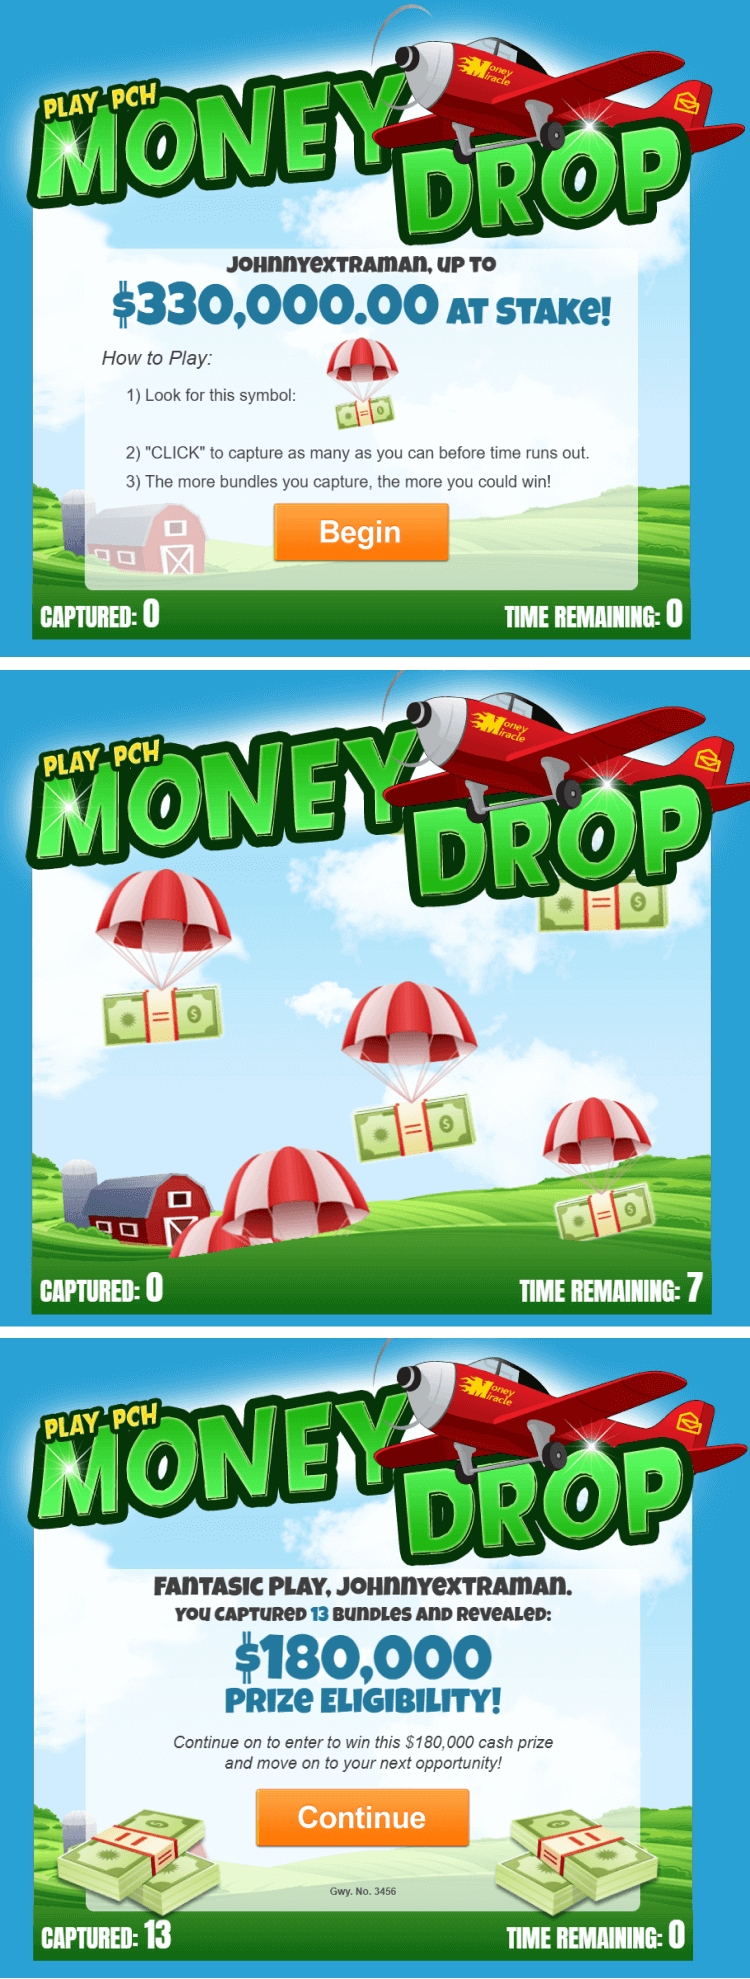 PLAY PCH
MONEY
DROP
Money
Miracle
JOHNNYEXTRAMAN, UP TO
$330,000.00 AT STAKE!
How to Play:
1) Look for this symbol:
2) "CLICK" to capture as many as you can before time runs out.
3) The more bundles you capture, the more you could win!
Begin
CAPTURED: 0
TIME REMAINING: 0
PLAY PCH
MONEY
DROP
Money
Miracle
CAPTURED: 0
TIME REMAINING: 7
PLAY PCH
MONEY
DROP
Money
Miracle
FANTASIC PLAY, JOHNNYEXTRAMAN.
YOU CAPTURED 13 BUNDLES AND REVEALED:
$180,000
PRIZE ELIGIBILITY!
Continue on to enter to win this $180,000 cash prize
and move on to your next opportunity!
Continue
Gwy. No. 3456
CAPTURED: 13
TIME REMAINING: 0